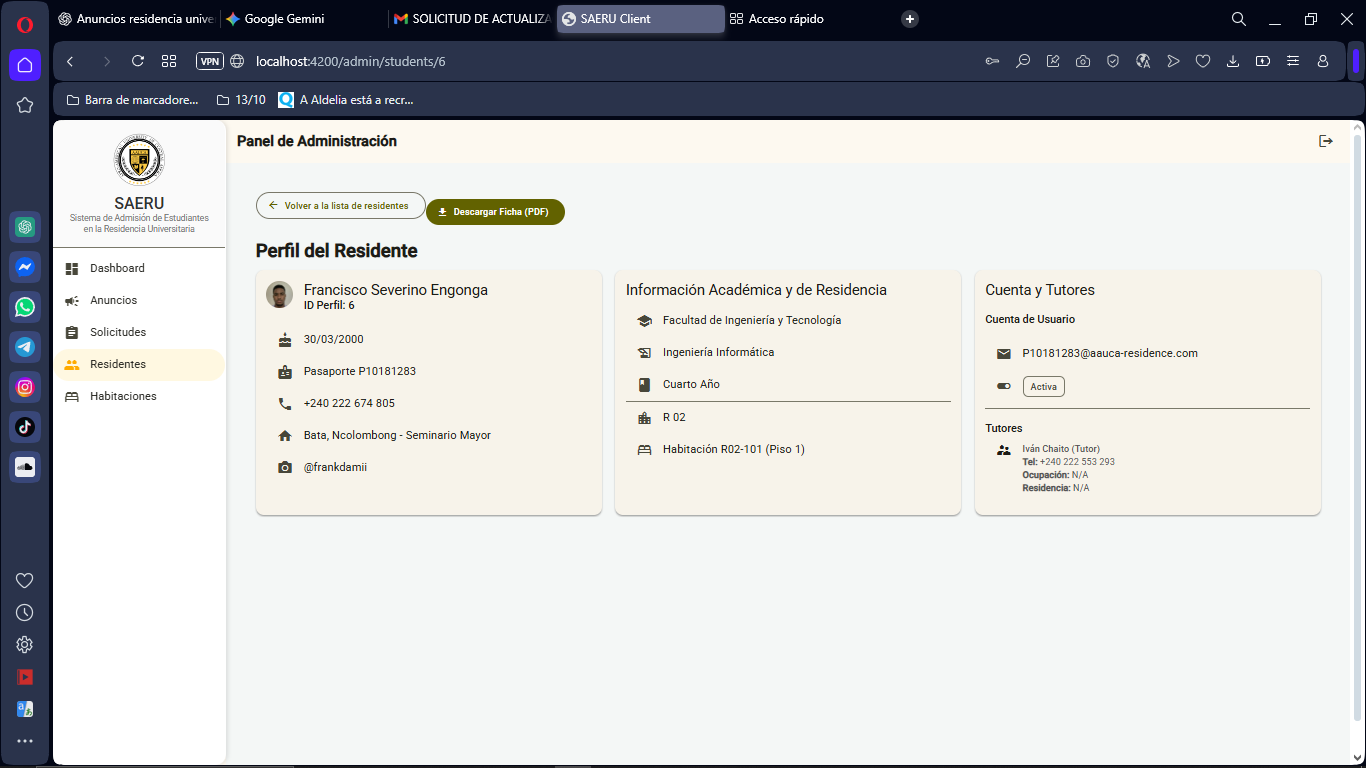 Anuncios residencia unive
Google Gemini
SOLICITUD DE ACTUALIZA
SAERU Client
Acceso rápido
VPN
localhost:4200/admin/students/6
Barra de marcadore...
13/10
A Aldelia está a recr...
SAERU
Sistema de Admisión de Estudiantes
en la Residencia Universitaria
Dashboard
Anuncios
Solicitudes
Residentes
Habitaciones
Panel de Administración
Volver a la lista de residentes
Descargar Ficha (PDF)
Perfil del Residente
Francisco Severino Engonga
ID Perfil: 6
30/03/2000
Pasaporte P10181283
+240 222 674 805
Bata, Ncolombong - Seminario Mayor
@frankdamii
Información Académica y de Residencia
Facultad de Ingeniería y Tecnología
Ingeniería Informática
Cuarto Año
R 02
Habitación R02-101 (Piso 1)
Cuenta y Tutores
Cuenta de Usuario
P10181283@aauca-residence.com
Activa
Tutores
Iván Chaito (Tutor)
Tel: +240 222 553 293
Ocupación: N/A
Residencia: N/A